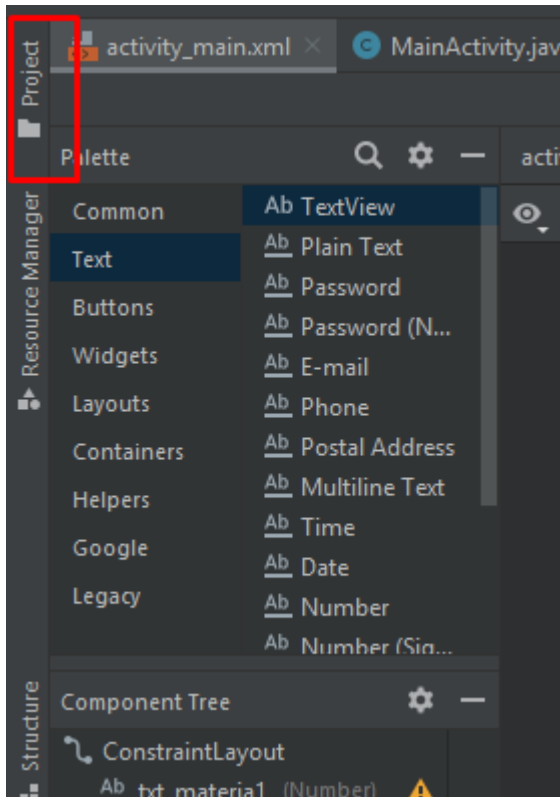 activity_main.xml
MainActivity.jav
Project
Resource Manager
Structure
Palette
acti
Common
Text
Buttons
Widgets
Layouts
Containers
Helpers
Google
Legacy
Ab TextView
Ab Plain Text
Ab Password
Ab Password (N...
Ab E-mail
Ab Phone
Ab Postal Address
Ab Multiline Text
Ab Time
Ab Date
Ab Number
Ab Number (Sig...
Component Tree
ConstraintLayout
Ab txt_materia1 (Number)